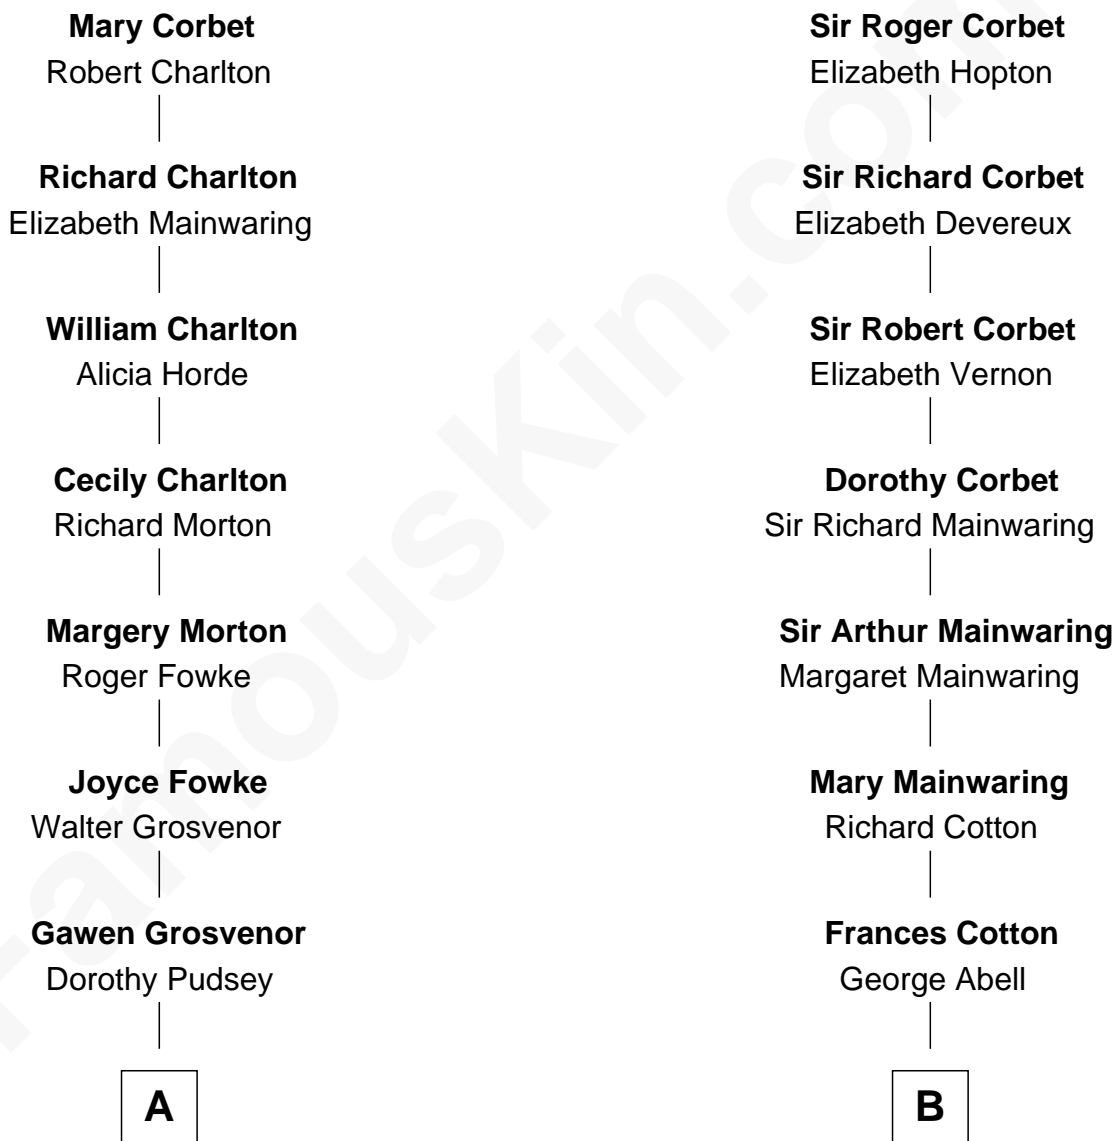 Mary Corbet
Robert Charlton
Richard Charlton
Elizabeth Mainwaring
William Charlton
Alicia Horde
Cecily Charlton
Richard Morton
Margery Morton
Roger Fowke
Joyce Fowke
Walter Grosvenor
Gawen Grosvenor
Dorothy Pudsey
A
Sir Roger Corbet
Elizabeth Hopton
Sir Richard Corbet
Elizabeth Devereux
Sir Robert Corbet
Elizabeth Vernon
Dorothy Corbet
Sir Richard Mainwaring
Sir Arthur Mainwaring
Margaret Mainwaring
Mary Mainwaring
Richard Cotton
Frances Cotton
George Abell
B
FamousKin.com